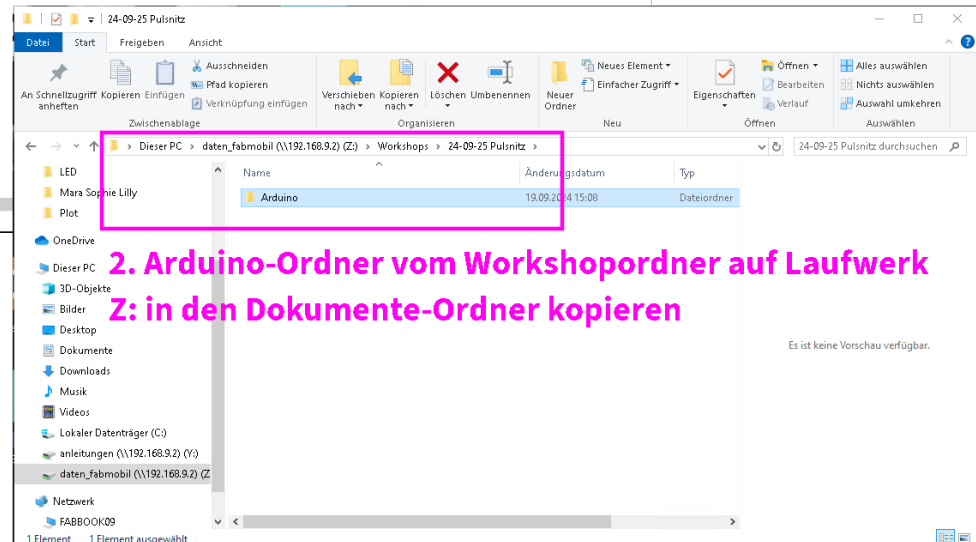 24-09-25 Pulsnitz
Datei Start Freigeben Ansicht
An Schnellzugriff anheften
Kopieren
Einfügen
Ausschneiden
Pfad kopieren
Verknüpfung einfügen
Zwischenablage
Verschieben nach
Kopieren nach
Löschen
Umbenennen
Organisieren
Neuer Ordner
Neues Element
Einfacher Zugriff
Neu
Eigenschaften
Öffnen
Bearbeiten
Verlauf
Öffnen
Alles auswählen
Nichts auswählen
Auswahl umkehren
Auswählen
Dieser PC > daten_fabmobil (\\192.168.9.2) (Z:) > Workshops > 24-09-25 Pulsnitz >
24-09-25 Pulsnitz durchsuchen
LED
Mara Sophie Lilly
Plot
OneDrive
Dieser PC
3D-Objekte
Bilder
Desktop
Dokumente
Downloads
Musik
Videos
Lokaler Datenträger (C:)
anleitungen (\\192.168.9.2) (Y:)
daten_fabmobil (\\192.168.9.2) (Z
Netzwerk
FABBOOK09
Name Änderungsdatum Typ
Arduino 19.09.2024 15:08 Dateiordner
2. Arduino-Ordner vom Workshopordner auf Laufwerk
Z: in den Dokumente-Ordner kopieren
Es ist keine Vorschau verfügbar.
1 Element 1 Element ausgewählt